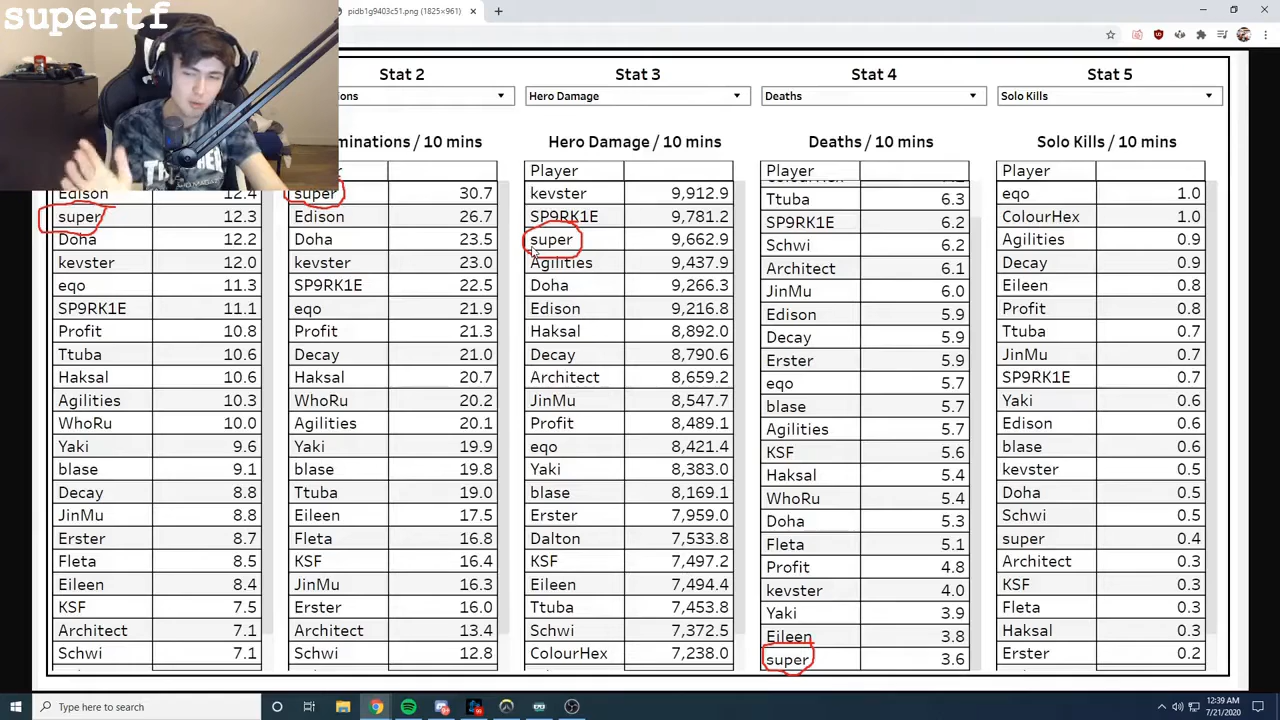 supertf
pidb1g9403c51.png (1825×961)
Stat 2
Stat 3
Stat 4
Stat 5
ions
Hero Damage
Deaths
Solo Kills
minations / 10 mins
Hero Damage / 10 mins
Deaths / 10 mins
Solo Kills / 10 mins
Player
Player
Player
Edison 12.4
super 12.3
Doha 12.2
kevster 12.0
eqo 11.3
SP9RK1E 11.1
Profit 10.8
Ttuba 10.6
Haksal 10.6
Agilities 10.3
WhoRu 10.0
Yaki 9.6
blase 9.1
Decay 8.8
JinMu 8.8
Erster 8.7
Fleta 8.5
Eileen 8.4
KSF 7.5
Architect 7.1
Schwi 7.1
super 30.7
Edison 26.7
Doha 23.5
kevster 23.0
SP9RK1E 22.5
eqo 21.9
Profit 21.3
Decay 21.0
Haksal 20.7
WhoRu 20.2
Agilities 20.1
Yaki 19.9
blase 19.8
Ttuba 19.0
Eileen 17.5
Fleta 16.8
KSF 16.4
JinMu 16.3
Erster 16.0
Architect 13.4
Schwi 12.8
kevster 9,912.9
SP9RK1E 9,781.2
super 9,662.9
Agilities 9,437.9
Doha 9,266.3
Edison 9,216.8
Haksal 8,892.0
Decay 8,790.6
Architect 8,659.2
JinMu 8,547.7
Profit 8,489.1
eqo 8,421.4
Yaki 8,383.0
blase 8,169.1
Erster 7,959.0
Dalton 7,533.8
KSF 7,497.2
Eileen 7,494.4
Ttuba 7,453.8
Schwi 7,372.5
ColourHex 7,238.0
Ttuba 6.3
SP9RK1E 6.2
Schwi 6.2
Architect 6.1
JinMu 6.0
Edison 5.9
Decay 5.9
Erster 5.9
eqo 5.7
blase 5.7
Agilities 5.7
KSF 5.6
Haksal 5.4
WhoRu 5.4
Doha 5.3
Fleta 5.1
Profit 4.8
kevster 4.0
Yaki 3.9
Eileen 3.8
super 3.6
eqo 1.0
ColourHex 1.0
Agilities 0.9
Decay 0.9
Eileen 0.8
Profit 0.8
Ttuba 0.7
JinMu 0.7
SP9RK1E 0.7
Yaki 0.6
Edison 0.6
blase 0.6
kevster 0.5
Doha 0.5
Schwi 0.5
super 0.4
Architect 0.3
KSF 0.3
Fleta 0.3
Haksal 0.3
Erster 0.2
Type here to search
12:39 AM
7/21/2020